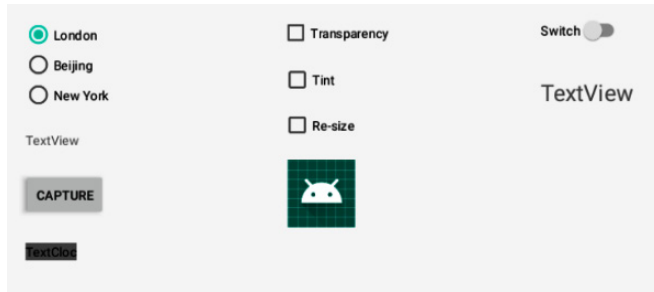 London
Beijing
New York
TextView
CAPTURE
TextCloc
Transparency
Tint
Re-size
Switch
TextView